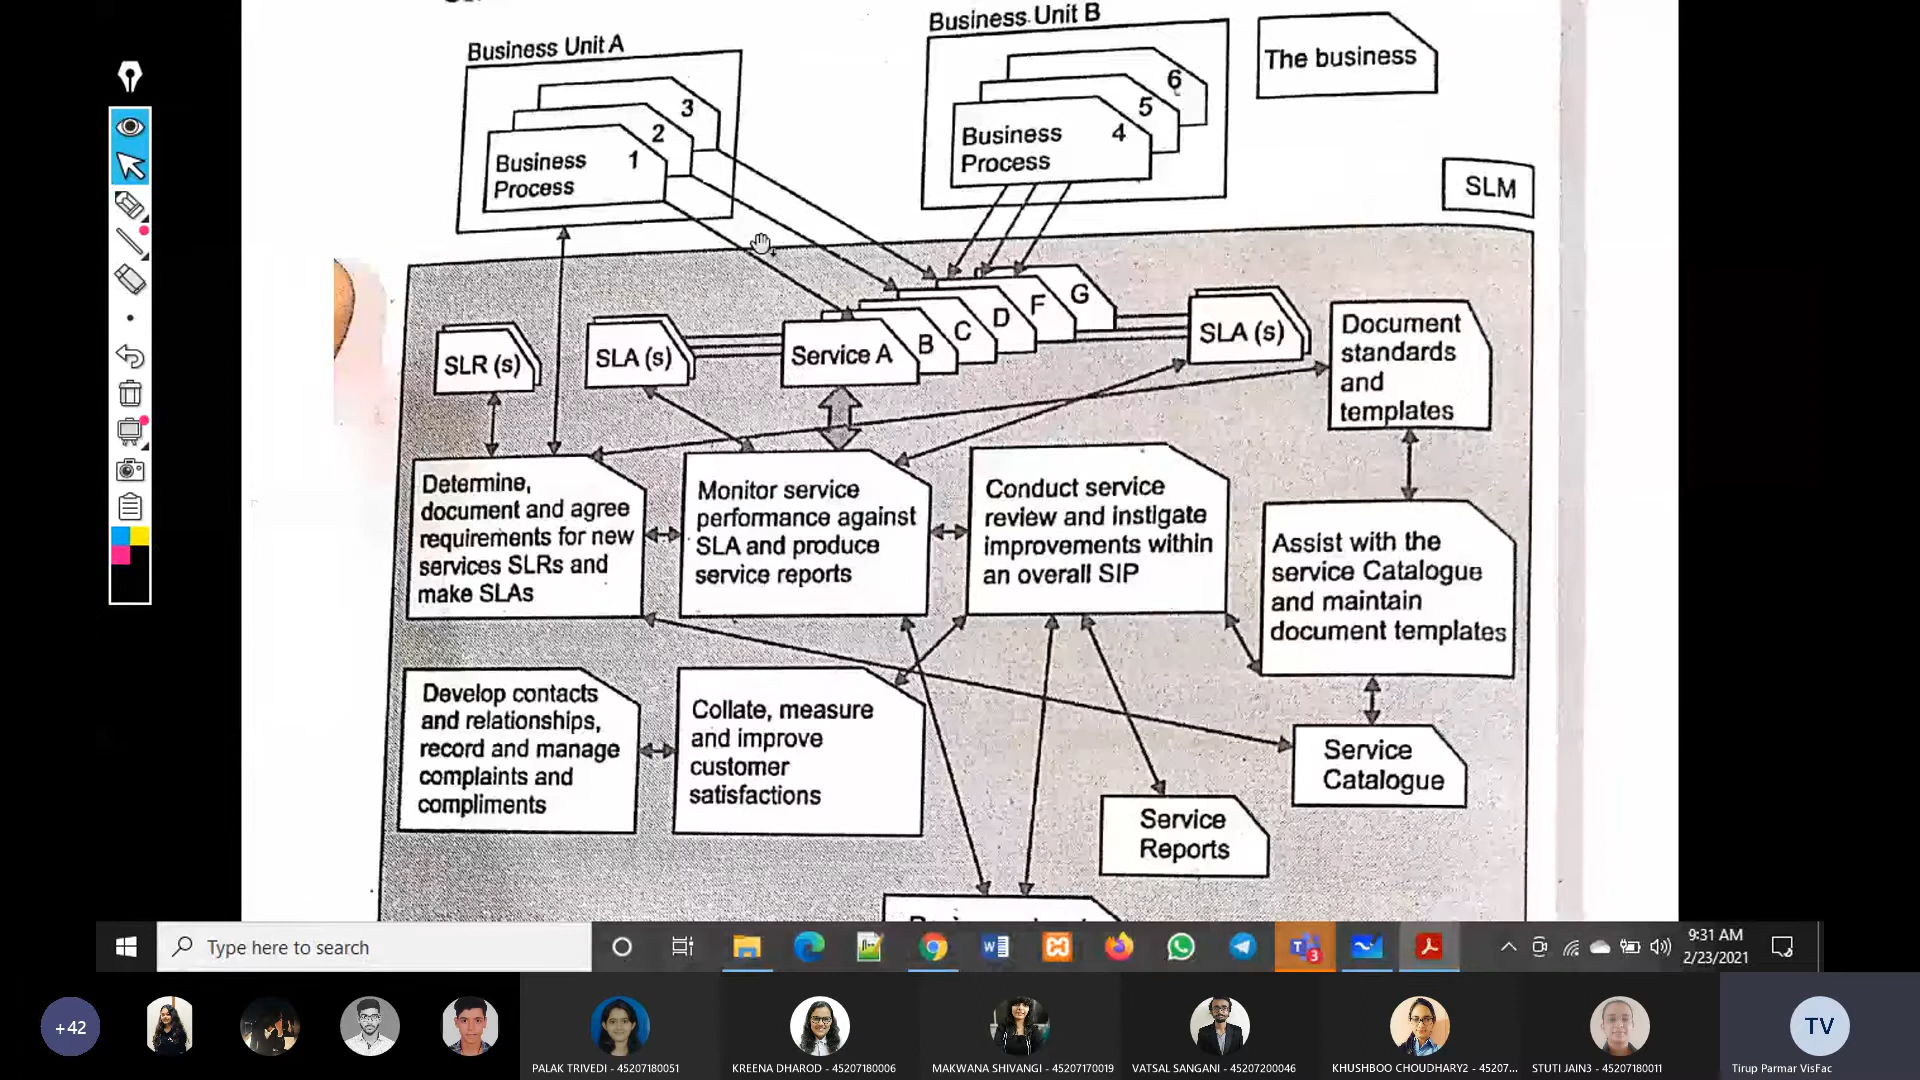 Business Unit A
Business Unit B
The business
3
2
Business 1
Process
6
5
Business 4
Process
SLM
SLR (s)
SLA (s)
Service A
B
C
D
F
G
SLA (s)
Document
standards
and
templates
Determine,
document and agree
requirements for new
services SLRs and
make SLAs
Monitor service
performance against
SLA and produce
service reports
Conduct service
review and instigate
improvements within
an overall SIP
Assist with the
service Catalogue
and maintain
document templates
Develop contacts
and relationships,
record and manage
complaints and
compliments
Collate, measure
and improve
customer
satisfactions
Service
Catalogue
Service
Reports
Type here to search
3
9:31 AM
2/23/2021
+42
PALAK TRIVEDI - 45207180051
KREENA DHAROD - 45207180006
MAKWANA SHIVANGI - 45207170019
VATSAL SANGANI - 45207200046
KHUSHBOO CHOUDHARY2 - 45207...
STUTI JAIN3 - 45207180011
TV
Tirup Parmar VisFac